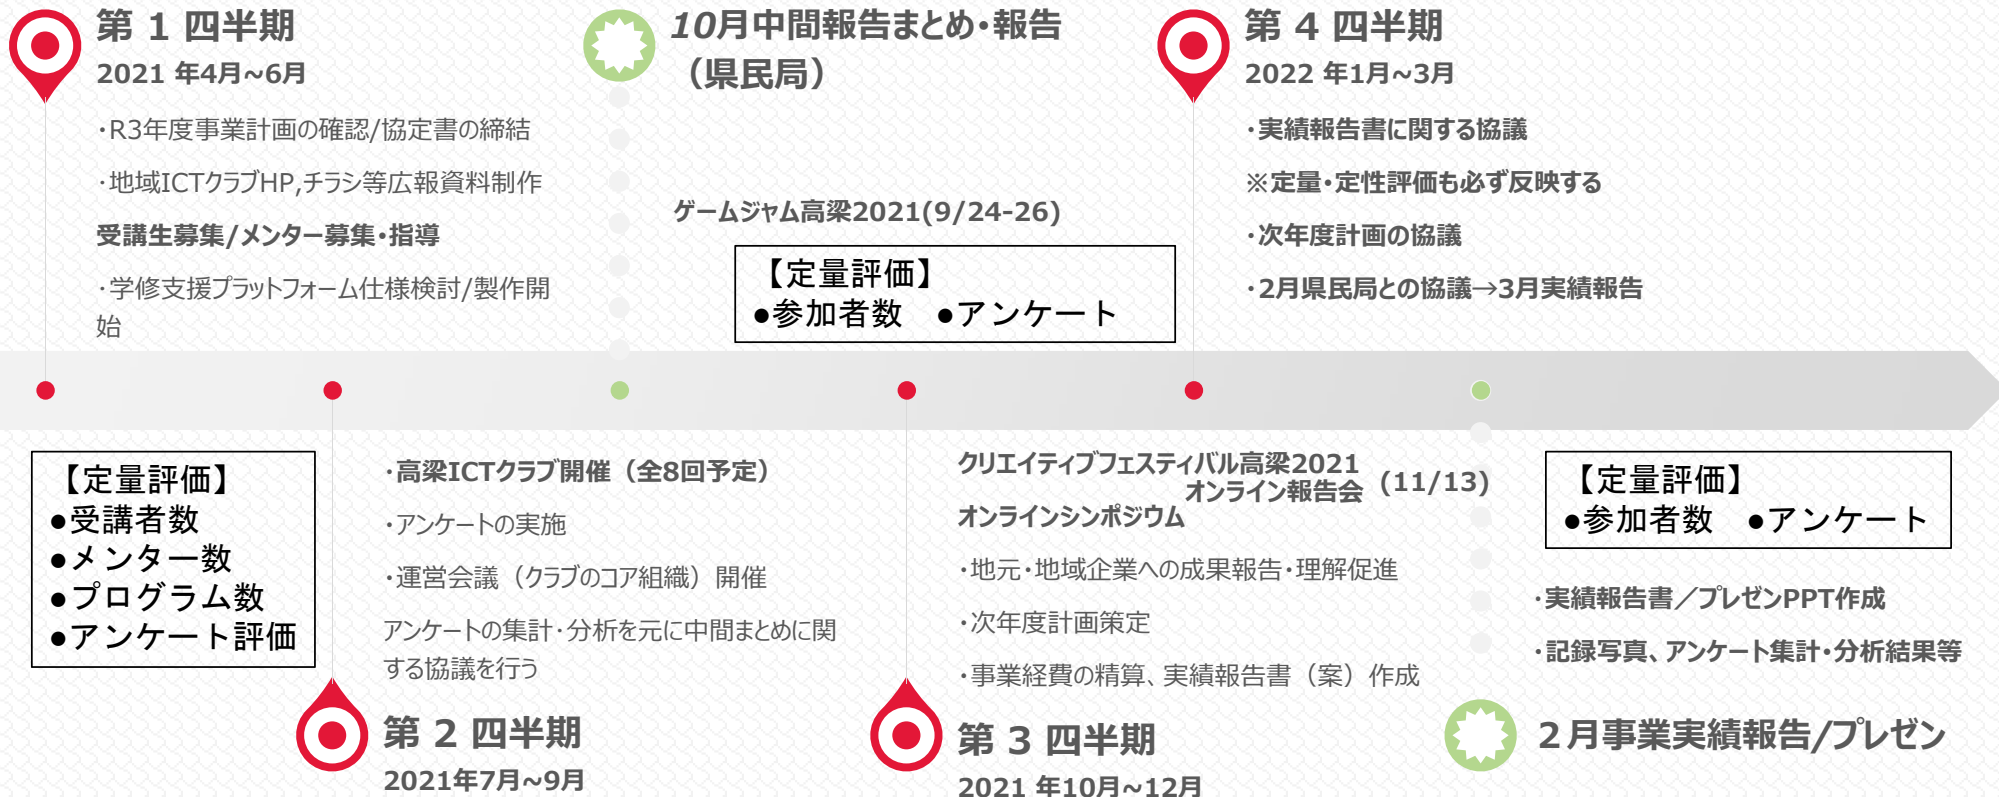 第 1 四半期
2021 年4月~6月
・R3年度事業計画の確認/協定書の締結
・地域ICTクラブHP,チラシ等広報資料制作
受講生募集/メンター募集・指導
・学修支援プラットフォーム仕様検討/製作開
始
10月中間報告まとめ・報告
（県民局）
ゲームジャム高梁2021(9/24-26)
【定量評価】
●参加者数　●アンケート
第 4 四半期
2022 年1月~3月
・実績報告書に関する協議
※定量・定性評価も必ず反映する
・次年度計画の協議
・2月県民局との協議→3月実績報告
【定量評価】
●受講者数
●メンター数
●プログラム数
●アンケート評価
・高梁ICTクラブ開催（全8回予定）
・アンケートの実施
・運営会議（クラブのコア組織）開催
アンケートの集計・分析を元に中間まとめに関
する協議を行う
第 2 四半期
2021年7月~9月
クリエイティブフェスティバル高梁2021
オンライン報告会 (11/13)
オンラインシンポジウム
・地元・地域企業への成果報告・理解促進
・次年度計画策定
・事業経費の精算、実績報告書（案）作成
第 3 四半期
2021 年10月~12月
【定量評価】
●参加者数　●アンケート
・実績報告書／プレゼンPPT作成
・記録写真、アンケート集計・分析結果等
２月事業実績報告/プレゼン